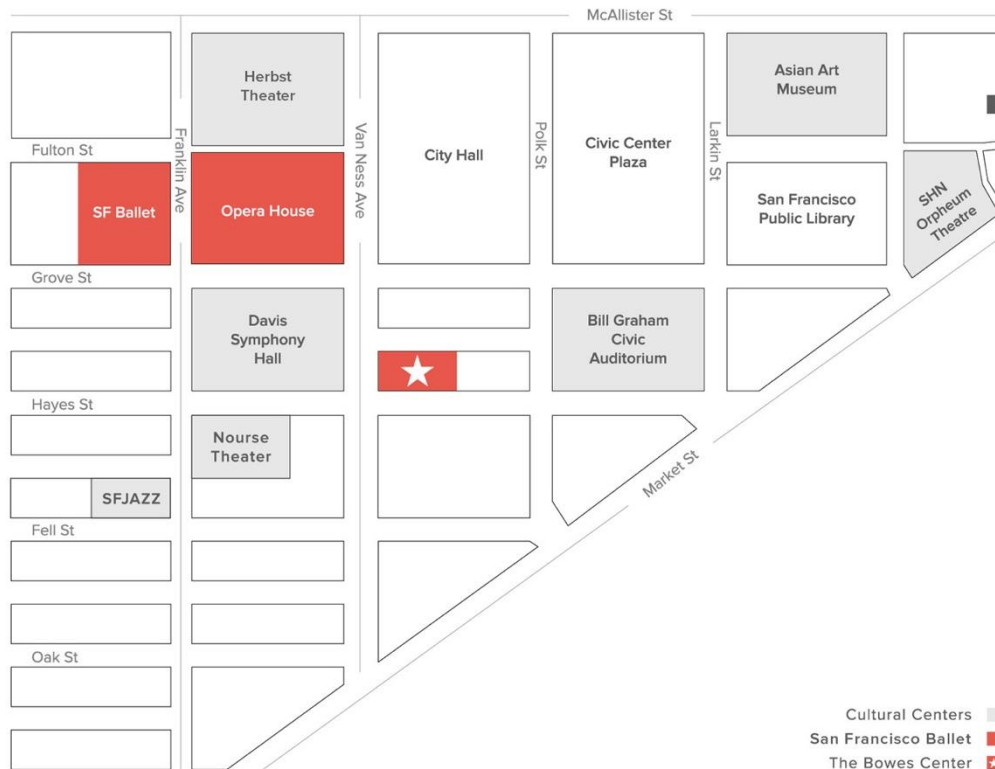 McAllister St
Herbst
Theater
Asian Art
Museum
Franklin Ave
Van Ness Ave
City Hall
Polk St
Civic Center
Plaza
Larkin St
Fulton St
SF Ballet
Opera House
San Francisco
Public Library
SHN
Orpheum
Theatre
Grove St
Davis
Symphony
Hall
Bill Graham
Civic
Auditorium
Hayes St
Nourse
Theater
Market St
SFJAZZ
Fell St
Oak St
Cultural Centers
San Francisco Ballet
The Bowes Center